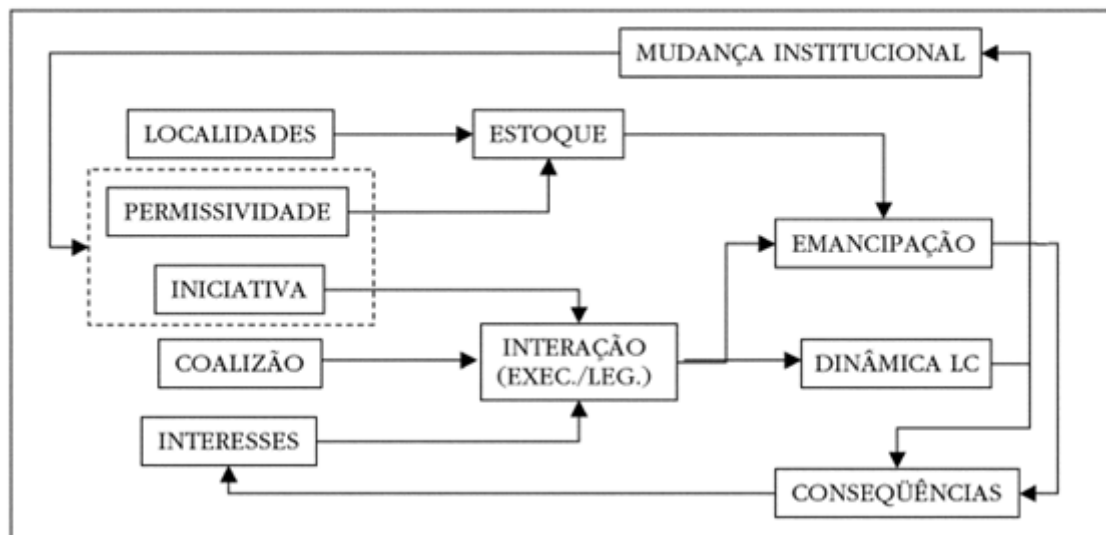 MUDANÇA INSTITUCIONAL
LOCALIDADES
ESTOQUE
PERMISSIVIDADE
EMANCIPAÇÃO
INICIATIVA
COALIZÃO
INTERAÇÃO
(EXEC./LEG.)
DINÂMICA LC
INTERESSES
CONSEQÜÊNCIAS